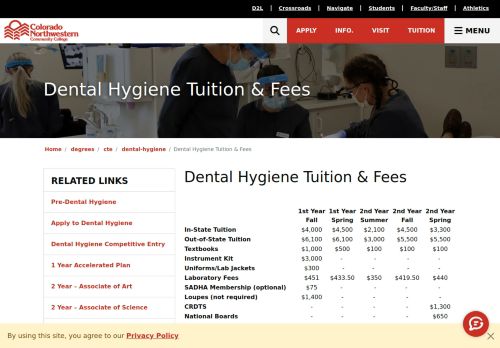 D2L | Crossroads | Navigate | Students | Faculty/Staff | Athletics
Colorado
Northwestern
Community College
APPLY INFO. VISIT TUITION MENU
Dental Hygiene Tuition & Fees
Home / degrees / cte / dental-hygiene / Dental Hygiene Tuition & Fees
RELATED LINKS
Pre-Dental Hygiene
Apply to Dental Hygiene
Dental Hygiene Competitive Entry
1 Year Accelerated Plan
2 Year – Associate of Art
2 Year – Associate of Science
Dental Hygiene Tuition & Fees
1st Year Fall 1st Year Spring 2nd Year Summer 2nd Year Fall 2nd Year Spring
In-State Tuition $4,000 $4,500 $2,100 $4,500 $3,300
Out-of-State Tuition $6,100 $6,100 $3,000 $5,500 $5,500
Textbooks $1,000 $500 $100 $100 $100
Instrument Kit $3,000 - - - -
Uniforms/Lab Jackets $300 - - - -
Laboratory Fees $451 $433.50 $350 $419.50 $440
SADHA Membership (optional) $75 - - - -
Loupes (not required) $1,400 - - - -
CRDTS - - - - $1,300
National Boards - - - - $650
By using this site, you agree to our Privacy Policy ×